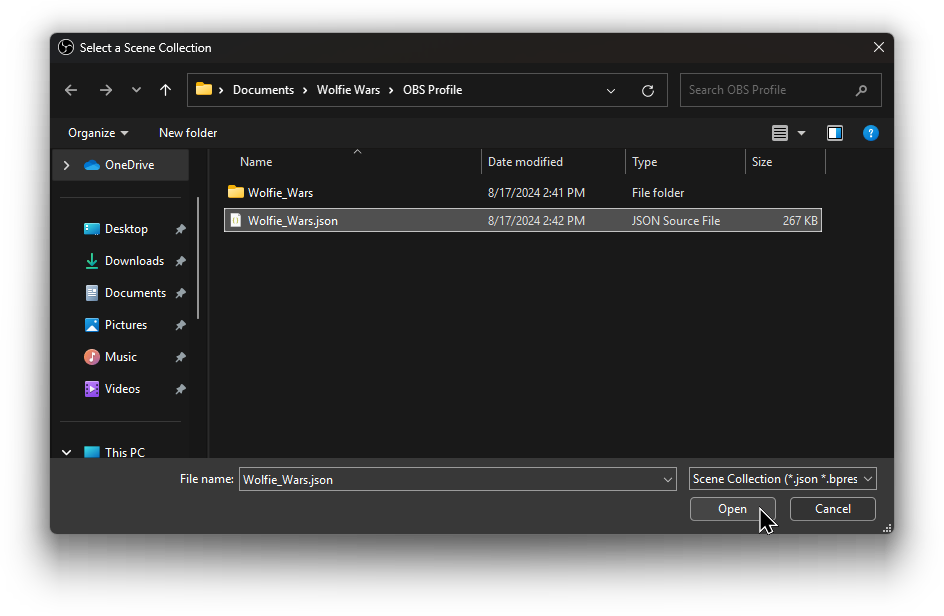 Select a Scene Collection
Documents > Wolfie Wars > OBS Profile
Search OBS Profile
Organize New folder
Name Date modified Type Size
OneDrive
Wolfie_Wars 8/17/2024 2:41 PM File folder
Wolfie_Wars.json 8/17/2024 2:42 PM JSON Source File 267 KB
Desktop
Downloads
Documents
Pictures
Music
Videos
This PC
File name: Wolfie_Wars.json Scene Collection (*.json *.bpres
Open Cancel